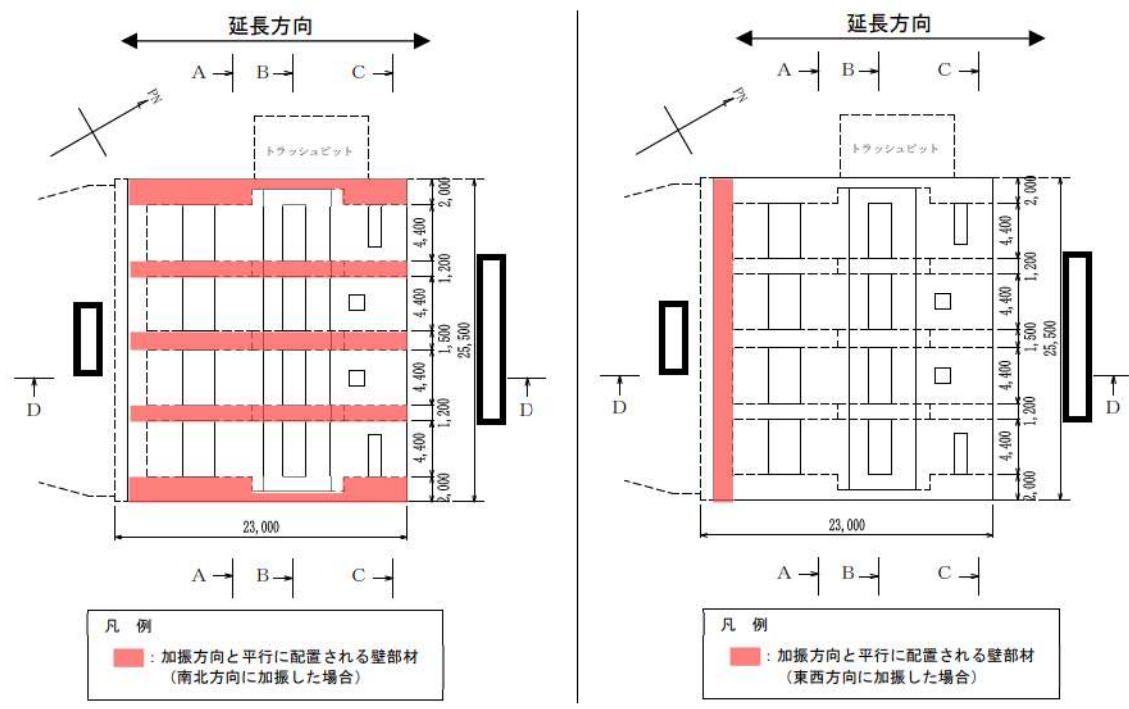 延長方向
A B C
PN
トラッシュピット
2,000
4,400
1,200
4,400
1,500
25,500
4,400
1,200
4,400
2,000
D D
23,000
A B C
凡 例
：加振方向と平行に配置される壁部材
（南北方向に加振した場合）
延長方向
A B C
PN
トラッシュピット
2,000
4,400
1,200
4,400
1,500
25,500
4,400
1,200
4,400
2,000
D D
23,000
A B C
凡 例
：加振方向と平行に配置される壁部材
（東西方向に加振した場合）